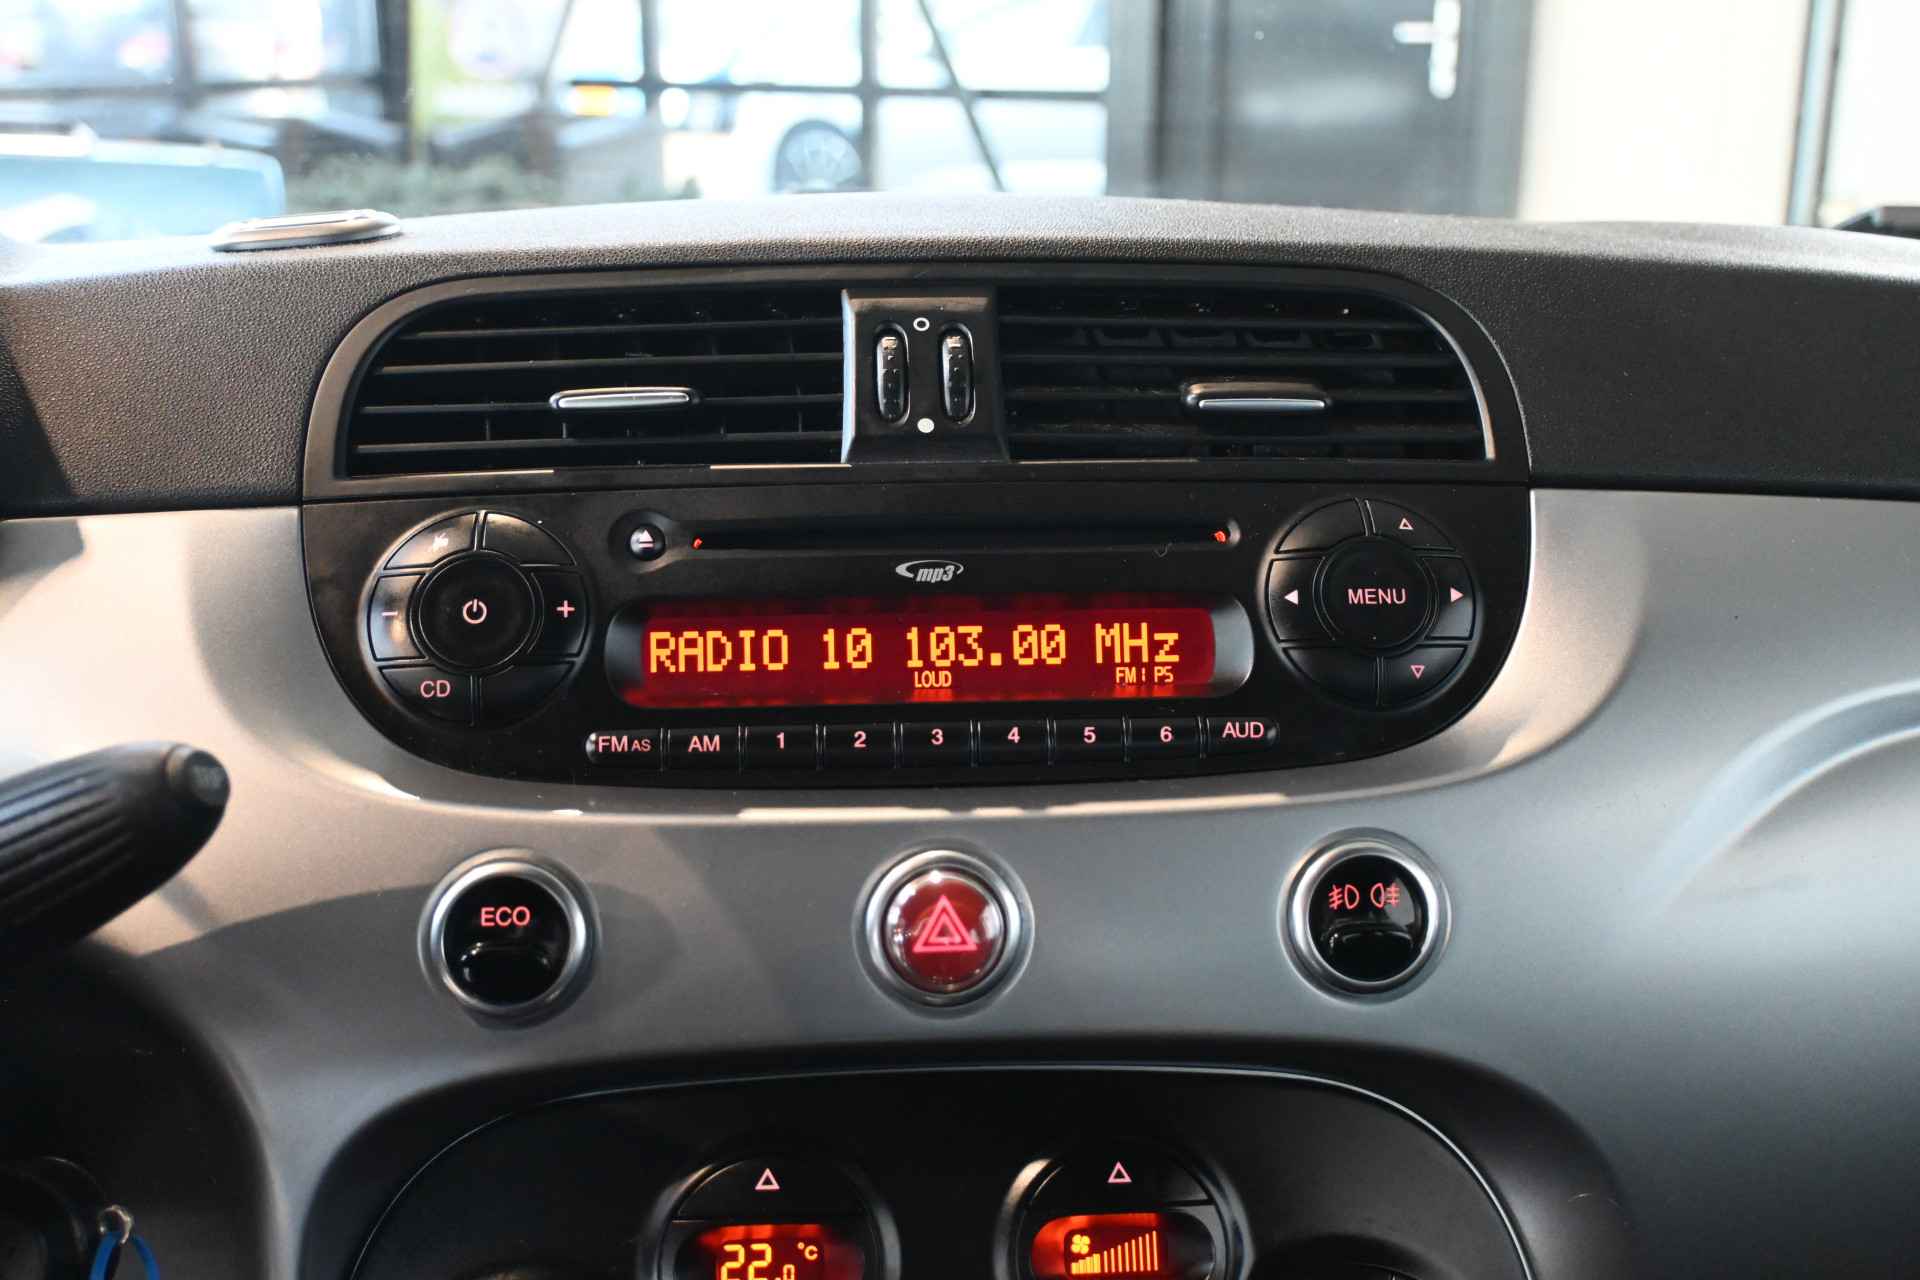 mp3
MENU
RADIO 10 103.00 MHz
LOUD FM1 PS
CD
FM AS AM 1 2 3 4 5 6 AUD
ECO
22.0 °C